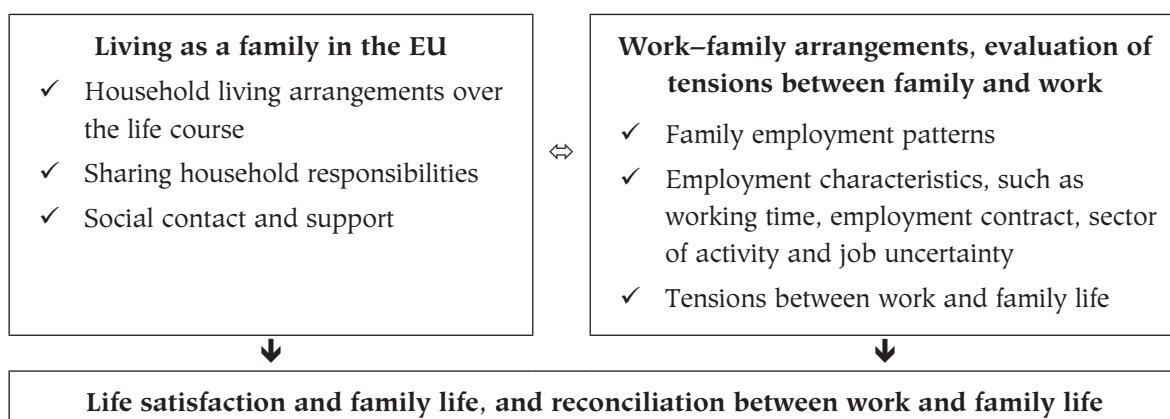 Living as a family in the EU
✓ Household living arrangements over
the life course
✓ Sharing household responsibilities
✓ Social contact and support
⇔
Work–family arrangements, evaluation of
tensions between family and work
✓ Family employment patterns
✓ Employment characteristics, such as
working time, employment contract, sector
of activity and job uncertainty
✓ Tensions between work and family life
Life satisfaction and family life, and reconciliation between work and family life